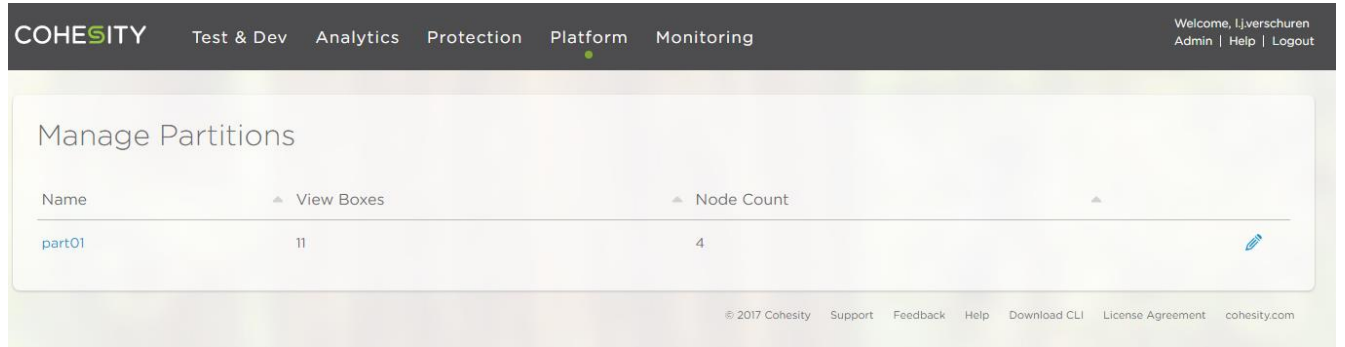 COHESITY Test & Dev Analytics Protection Platform Monitoring
Welcome, l.j.verschuren
Admin | Help | Logout
Manage Partitions
Name View Boxes Node Count
part01 11 4
© 2017 Cohesity Support Feedback Help Download CLI License Agreement cohesity.com